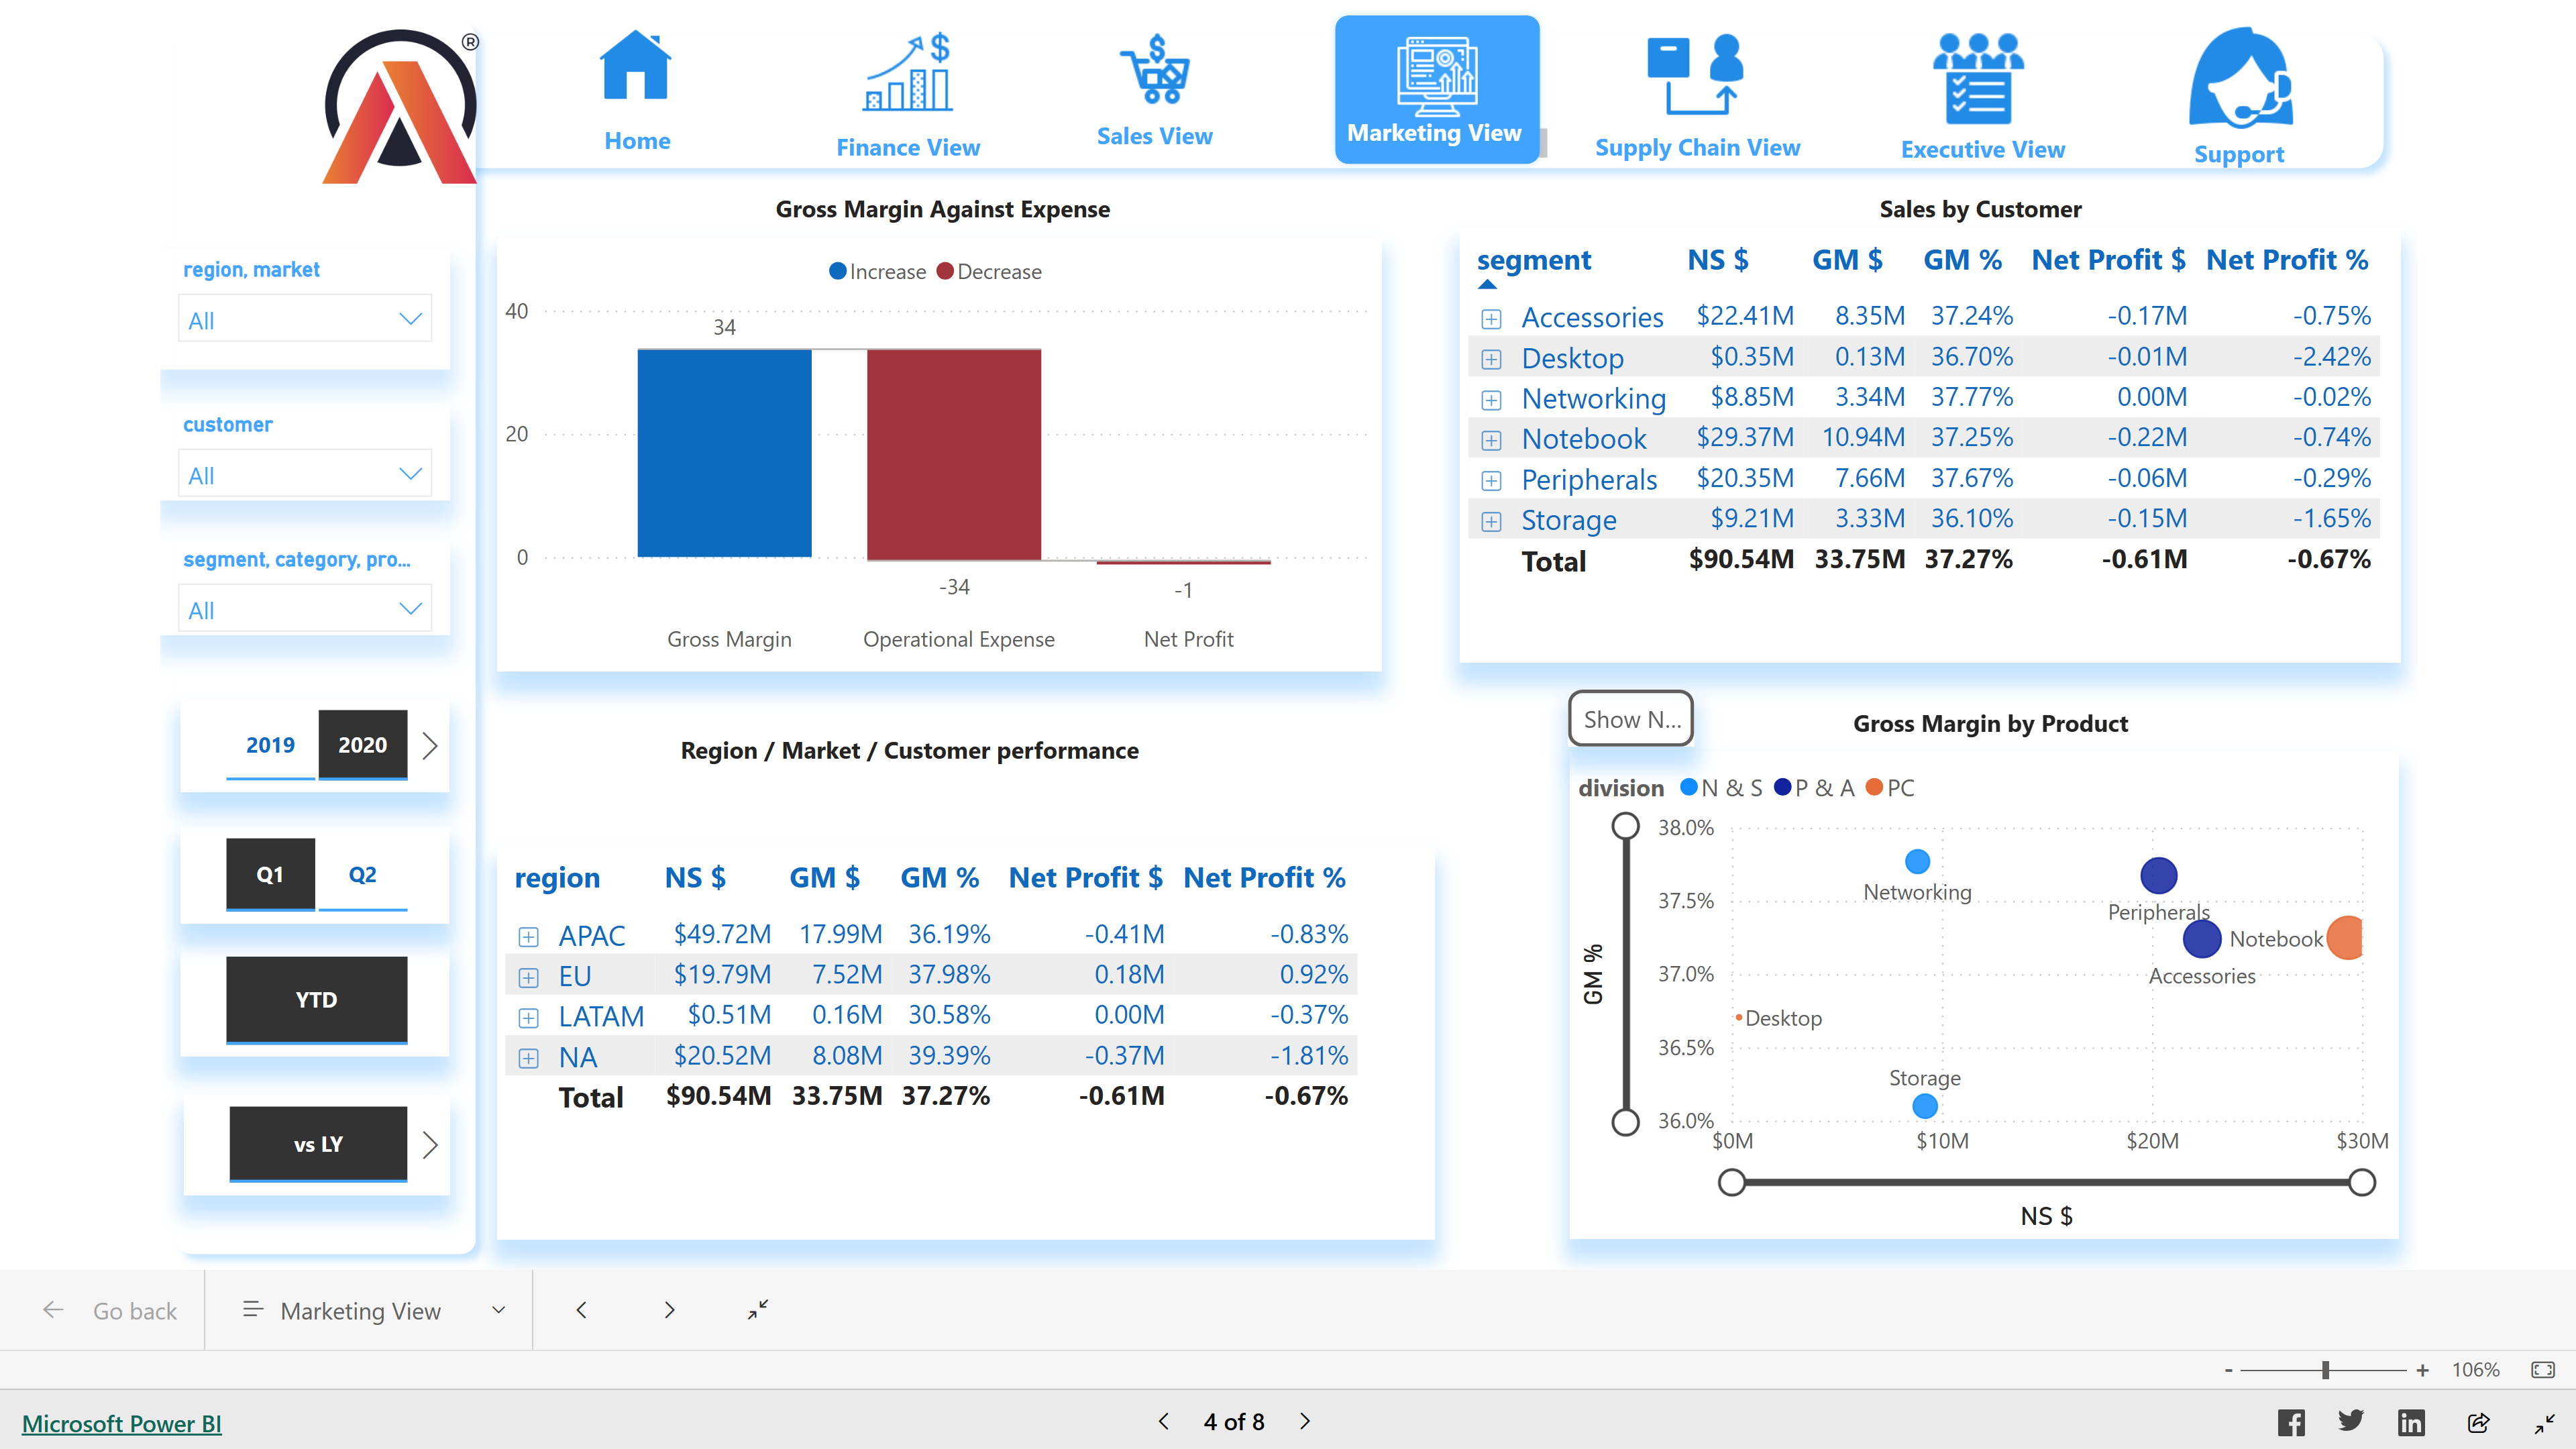 ®
Home
Finance View
Sales View
Marketing View
Supply Chain View
Executive View
Support
region, market
All
customer
All
segment, category, pro...
All
2019 2020
Q1 Q2
YTD
vs LY
Gross Margin Against Expense
Increase Decrease
40
20
0
34
-34
-1
Gross Margin Operational Expense Net Profit
Sales by Customer
segment NS $ GM $ GM % Net Profit $ Net Profit %
Accessories $22.41M 8.35M 37.24% -0.17M -0.75%
Desktop $0.35M 0.13M 36.70% -0.01M -2.42%
Networking $8.85M 3.34M 37.77% 0.00M -0.02%
Notebook $29.37M 10.94M 37.25% -0.22M -0.74%
Peripherals $20.35M 7.66M 37.67% -0.06M -0.29%
Storage $9.21M 3.33M 36.10% -0.15M -1.65%
Total $90.54M 33.75M 37.27% -0.61M -0.67%
Region / Market / Customer performance
region NS $ GM $ GM % Net Profit $ Net Profit %
APAC $49.72M 17.99M 36.19% -0.41M -0.83%
EU $19.79M 7.52M 37.98% 0.18M 0.92%
LATAM $0.51M 0.16M 30.58% 0.00M -0.37%
NA $20.52M 8.08M 39.39% -0.37M -1.81%
Total $90.54M 33.75M 37.27% -0.61M -0.67%
Show N...
Gross Margin by Product
division N & S P & A PC
GM %
38.0%
37.5%
37.0%
36.5%
36.0%
Networking
Peripherals
Notebook
Accessories
Desktop
Storage
$0M $10M $20M $30M
NS $
Go back
Marketing View
- + 106%
Microsoft Power BI
4 of 8